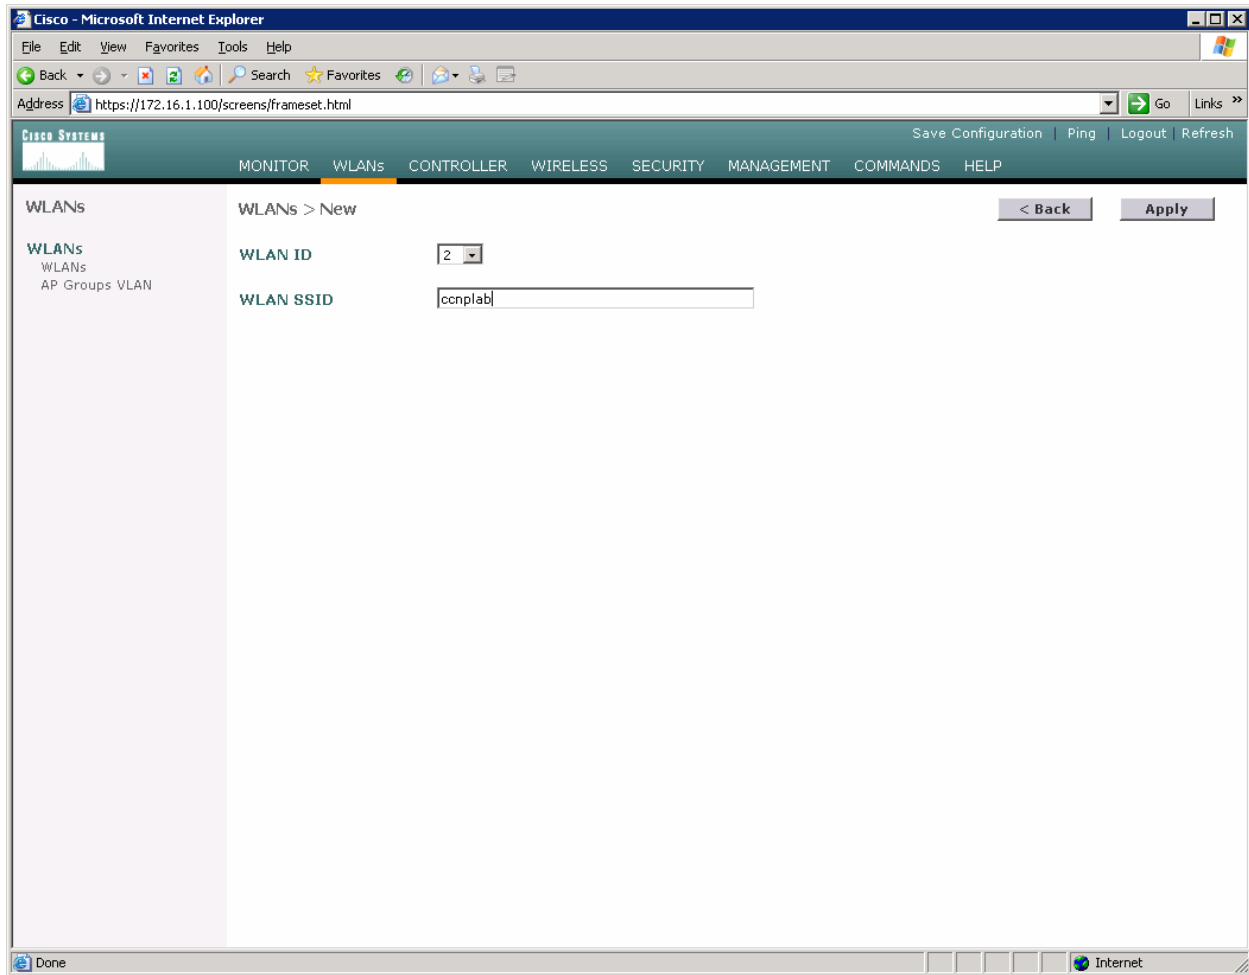 Cisco - Microsoft Internet Explorer
File Edit View Favorites Tools Help
Back Search Favorites
Address https://172.16.1.100/screens/frameset.html Go Links »
CISCO SYSTEMS
Save Configuration | Ping | Logout | Refresh
MONITOR WLANs CONTROLLER WIRELESS SECURITY MANAGEMENT COMMANDS HELP
WLANs
WLANs
WLANs
AP Groups VLAN
WLANs > New
< Back Apply
WLAN ID 2
WLAN SSID ccnplab
Done Internet